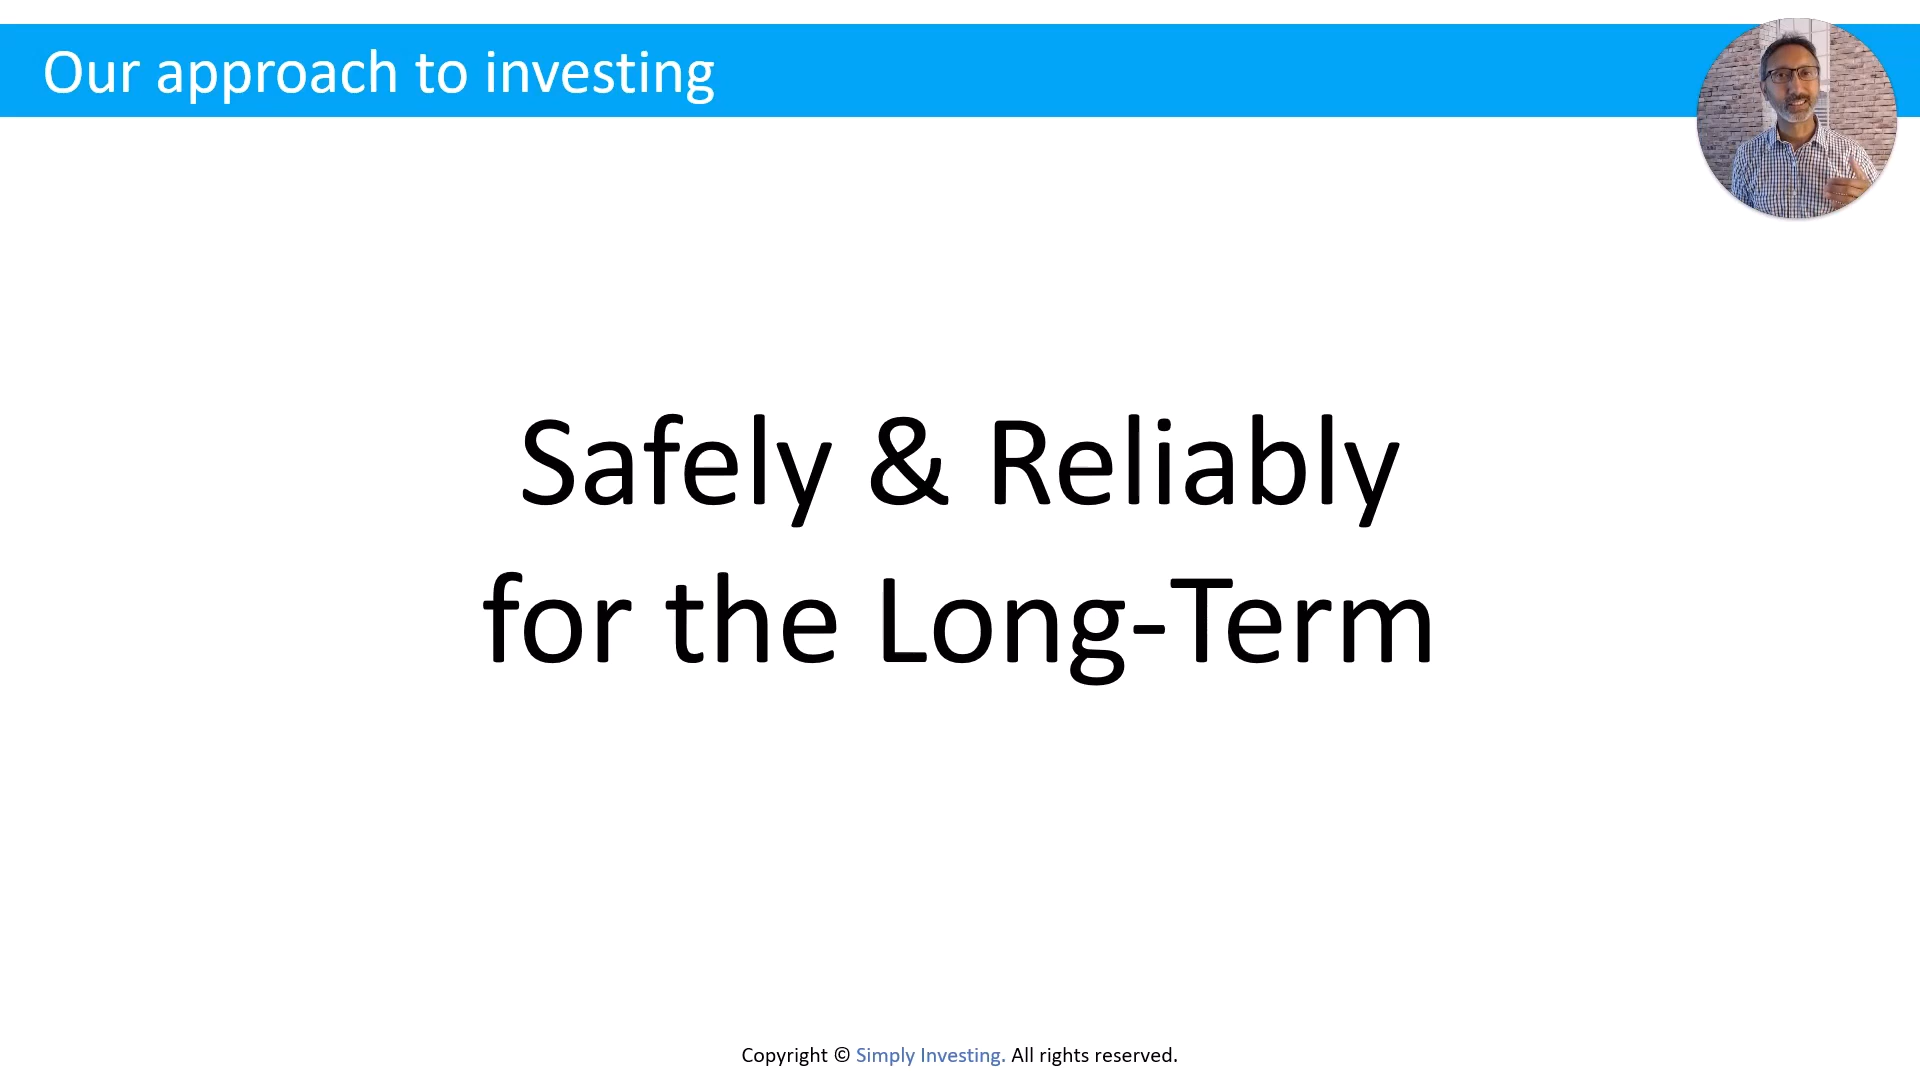 Our approach to investing
Safely & Reliably
for the Long-Term
Copyright © Simply Investing. All rights reserved.